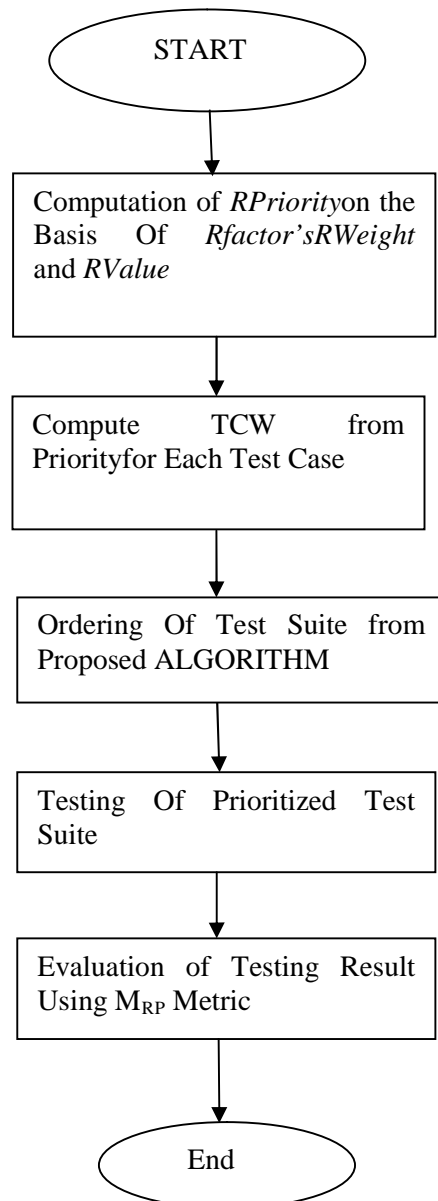 START
Computation of RPriorityon the
Basis Of Rfactor'sRWeight
and RValue
Compute TCW from
Priorityfor Each Test Case
Ordering Of Test Suite from
Proposed ALGORITHM
Testing Of Prioritized Test
Suite
Evaluation of Testing Result
Using MRP Metric
End